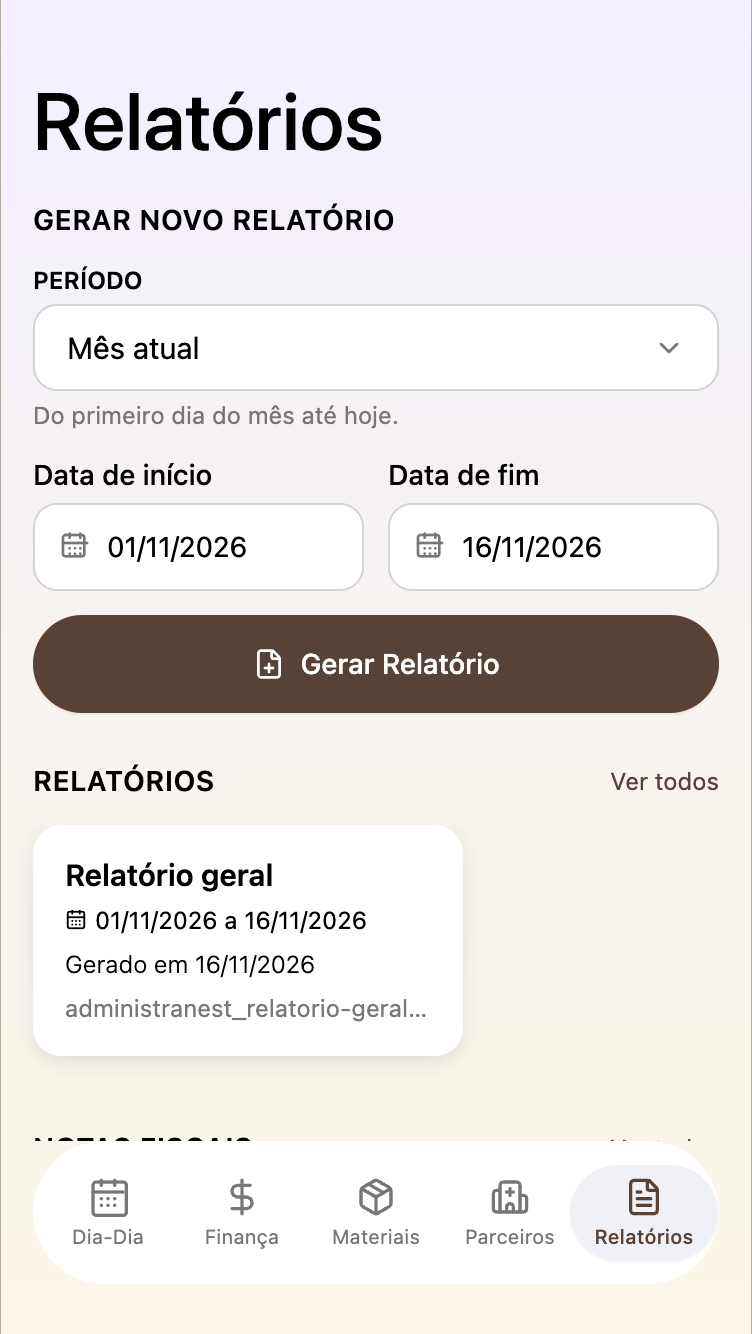 Relatórios
GERAR NOVO RELATÓRIO
PERÍODO
Mês atual
Do primeiro dia do mês até hoje.
Data de início
Data de fim
01/11/2026
16/11/2026
Gerar Relatório
RELATÓRIOS
Ver todos
Relatório geral
01/11/2026 a 16/11/2026
Gerado em 16/11/2026
administranest_relatorio-geral...
NOTAS FISCAIS
Dia-Dia
Finança
Materiais
Parceiros
Relatórios